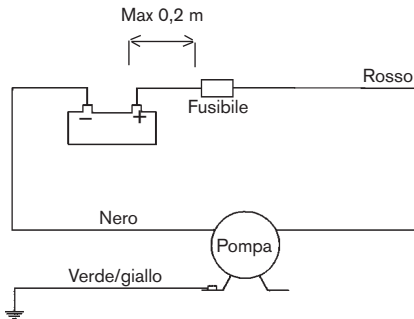 Max 0,2 m
Rosso
− +
Fusibile
Nero
Pompa
Verde/giallo